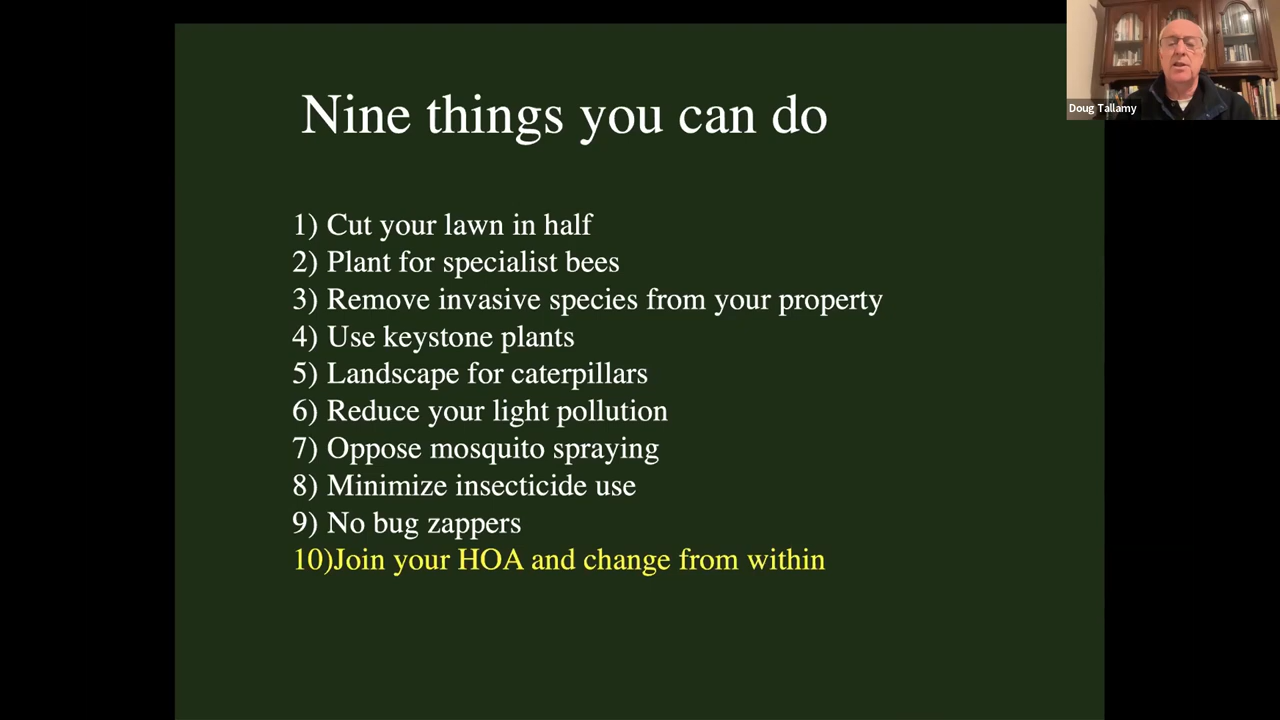 Nine things you can do
1) Cut your lawn in half
2) Plant for specialist bees
3) Remove invasive species from your property
4) Use keystone plants
5) Landscape for caterpillars
6) Reduce your light pollution
7) Oppose mosquito spraying
8) Minimize insecticide use
9) No bug zappers
10)Join your HOA and change from within
Doug Tallamy